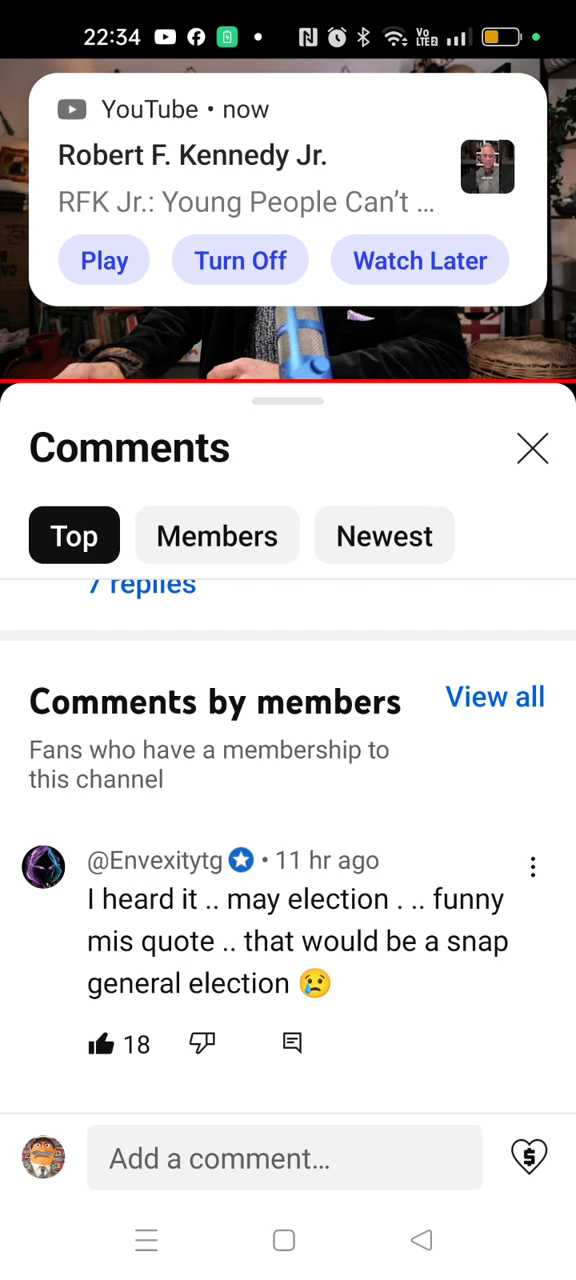 22:34
VoLTE2
YouTube • now
Robert F. Kennedy Jr.
RFK Jr.: Young People Can’t ...
Play Turn Off Watch Later
Comments
Top Members Newest
7 replies
Comments by members View all
Fans who have a membership to
this channel
@Envexitytg • 11 hr ago
I heard it .. may election . .. funny
mis quote .. that would be a snap
general election 😢
18
Add a comment...